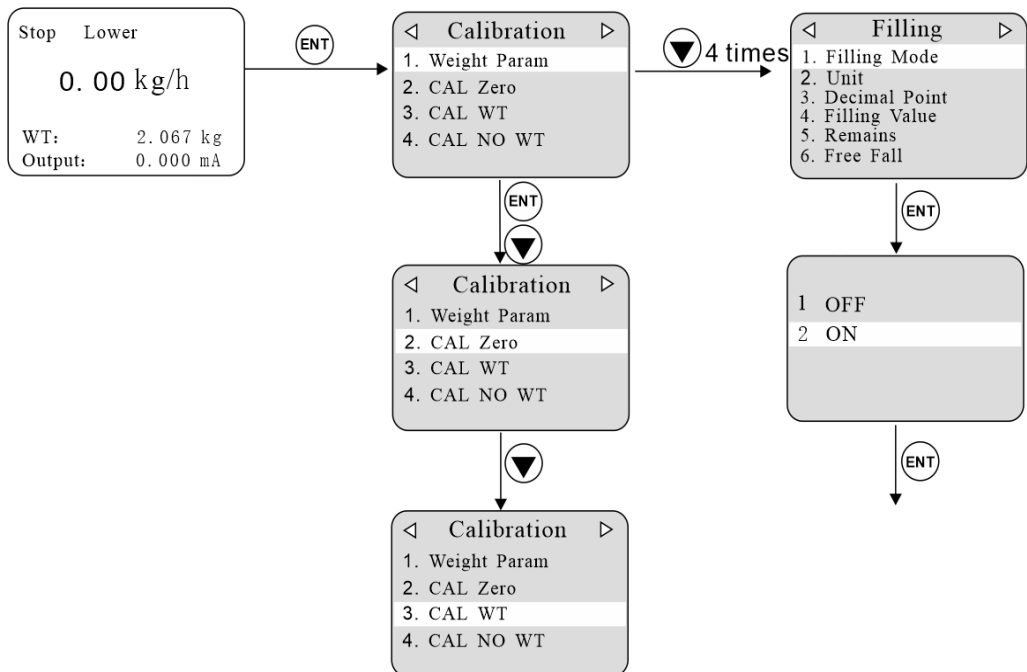 Stop Lower
0.00 kg/h
WT: 2.067 kg
Output: 0.000 mA
ENT
◁ Calibration ▷
1. Weight Param
2. CAL Zero
3. CAL WT
4. CAL NO WT
▼ 4 times
◁ Filling ▷
1. Filling Mode
2. Unit
3. Decimal Point
4. Filling Value
5. Remains
6. Free Fall
ENT
▼
ENT
◁ Calibration ▷
1. Weight Param
2. CAL Zero
3. CAL WT
4. CAL NO WT
1 OFF
2 ON
▼
ENT
◁ Calibration ▷
1. Weight Param
2. CAL Zero
3. CAL WT
4. CAL NO WT